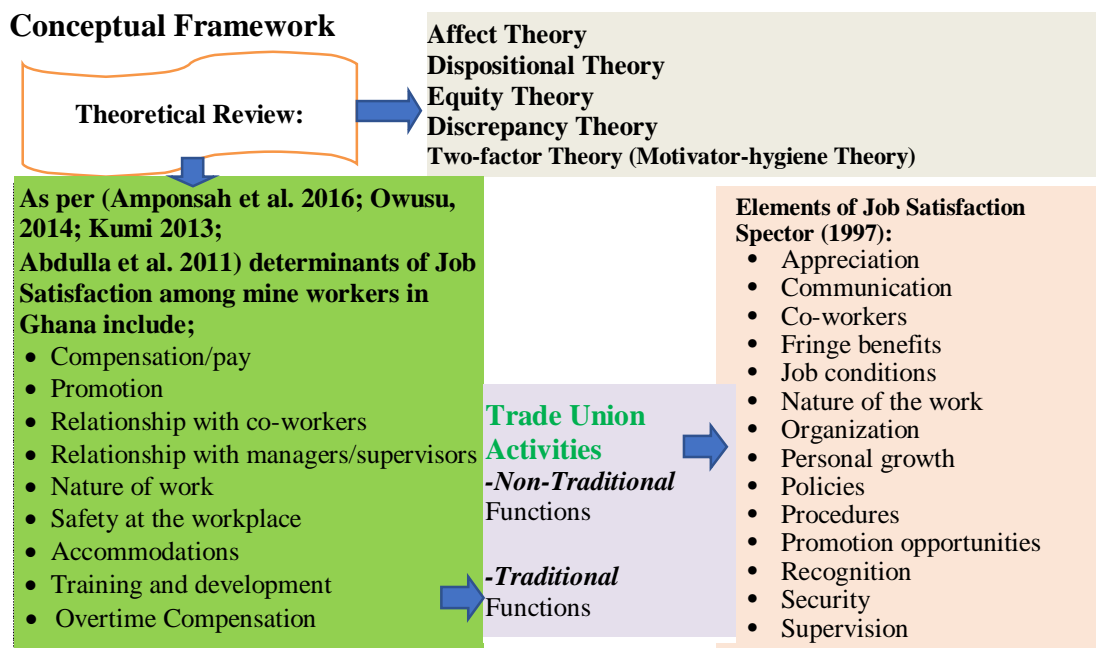 Conceptual Framework
Theoretical Review:
Affect Theory
Dispositional Theory
Equity Theory
Discrepancy Theory
Two-factor Theory (Motivator-hygiene Theory)
As per (Amponsah et al. 2016; Owusu,
2014; Kumi 2013;
Abdulla et al. 2011) determinants of Job
Satisfaction among mine workers in
Ghana include;
• Compensation/pay
• Promotion
• Relationship with co-workers
• Relationship with managers/supervisors
• Nature of work
• Safety at the workplace
• Accommodations
• Training and development
• Overtime Compensation
Trade Union
Activities
-Non-Traditional
Functions
-Traditional
Functions
Elements of Job Satisfaction
Spector (1997):
• Appreciation
• Communication
• Co-workers
• Fringe benefits
• Job conditions
• Nature of the work
• Organization
• Personal growth
• Policies
• Procedures
• Promotion opportunities
• Recognition
• Security
• Supervision